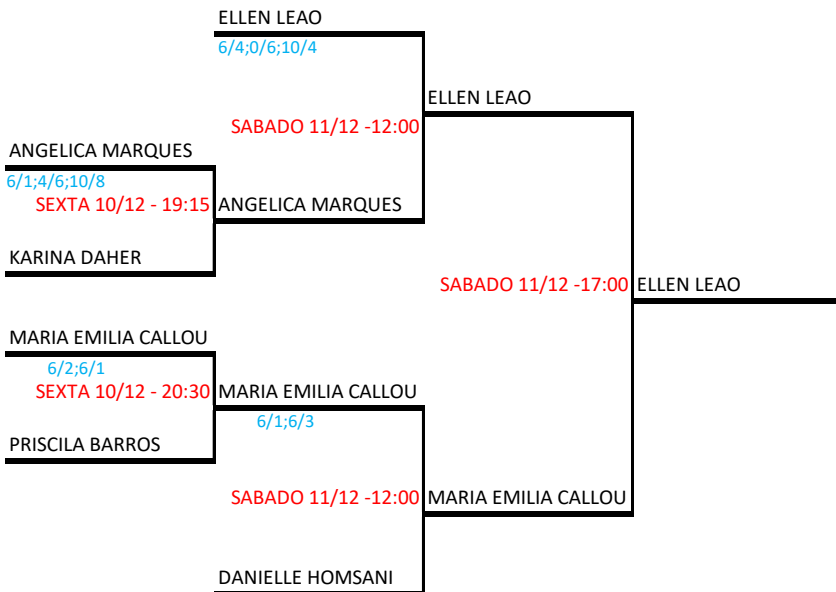 ELLEN LEAO
6/4;0/6;10/4
ELLEN LEAO
SABADO 11/12 -12:00
ANGELICA MARQUES
6/1;4/6;10/8
SEXTA 10/12 - 19:15
ANGELICA MARQUES
KARINA DAHER
SABADO 11/12 -17:00
ELLEN LEAO
MARIA EMILIA CALLOU
6/2;6/1
SEXTA 10/12 - 20:30
MARIA EMILIA CALLOU
6/1;6/3
PRISCILA BARROS
SABADO 11/12 -12:00
MARIA EMILIA CALLOU
DANIELLE HOMSANI